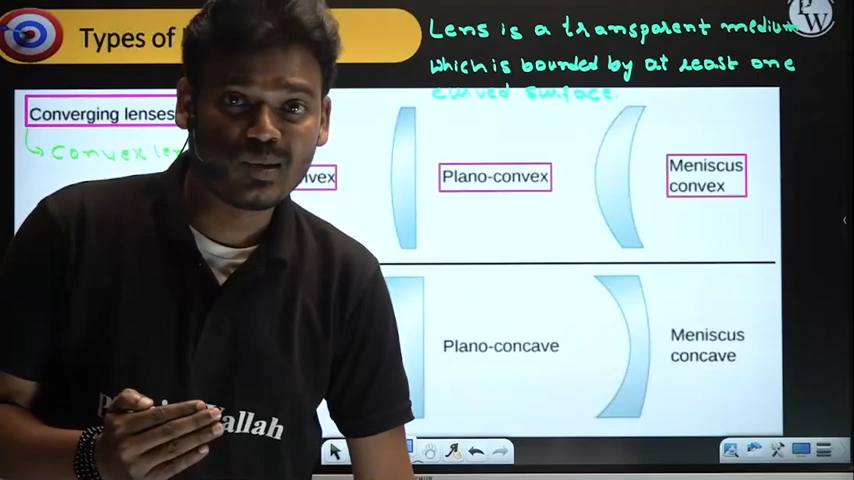 Types of
Lens is a transparent medium
which is bounded by at least one
curved surface.
PW
Converging lenses
Convex
Plano-convex
Meniscus
convex
Plano-concave
Meniscus
concave